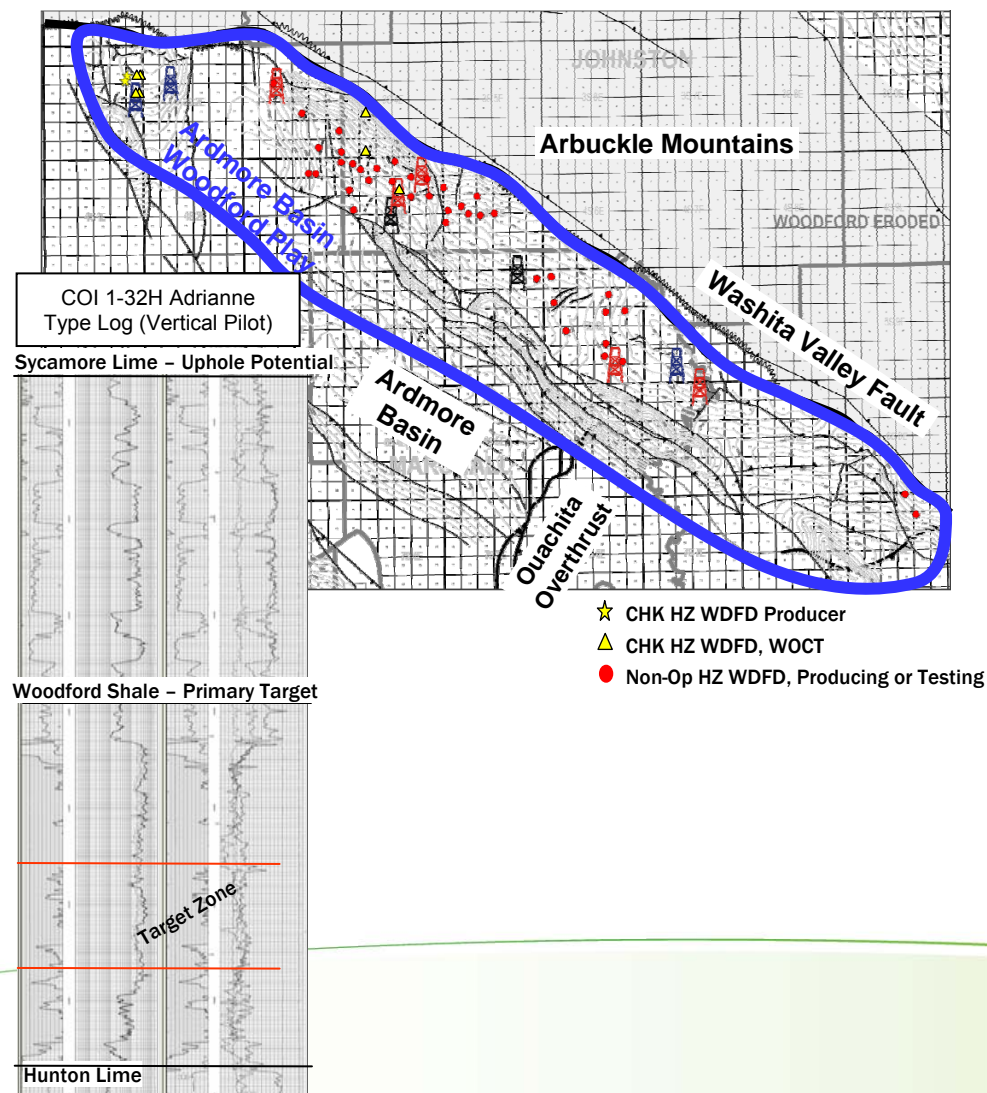 JOHNSTON
Arbuckle Mountains
WOODFORD ERODED
Ardmore Basin
Woodford Play
Washita Valley Fault
COI 1-32H Adrianne
Type Log (Vertical Pilot)
Sycamore Lime – Uphole Potential
Ardmore
Basin
Ouachita
Overthrust
CHK HZ WDFD Producer
CHK HZ WDFD, WOCT
Non-Op HZ WDFD, Producing or Testing
Woodford Shale – Primary Target
Target Zone
Hunton Lime